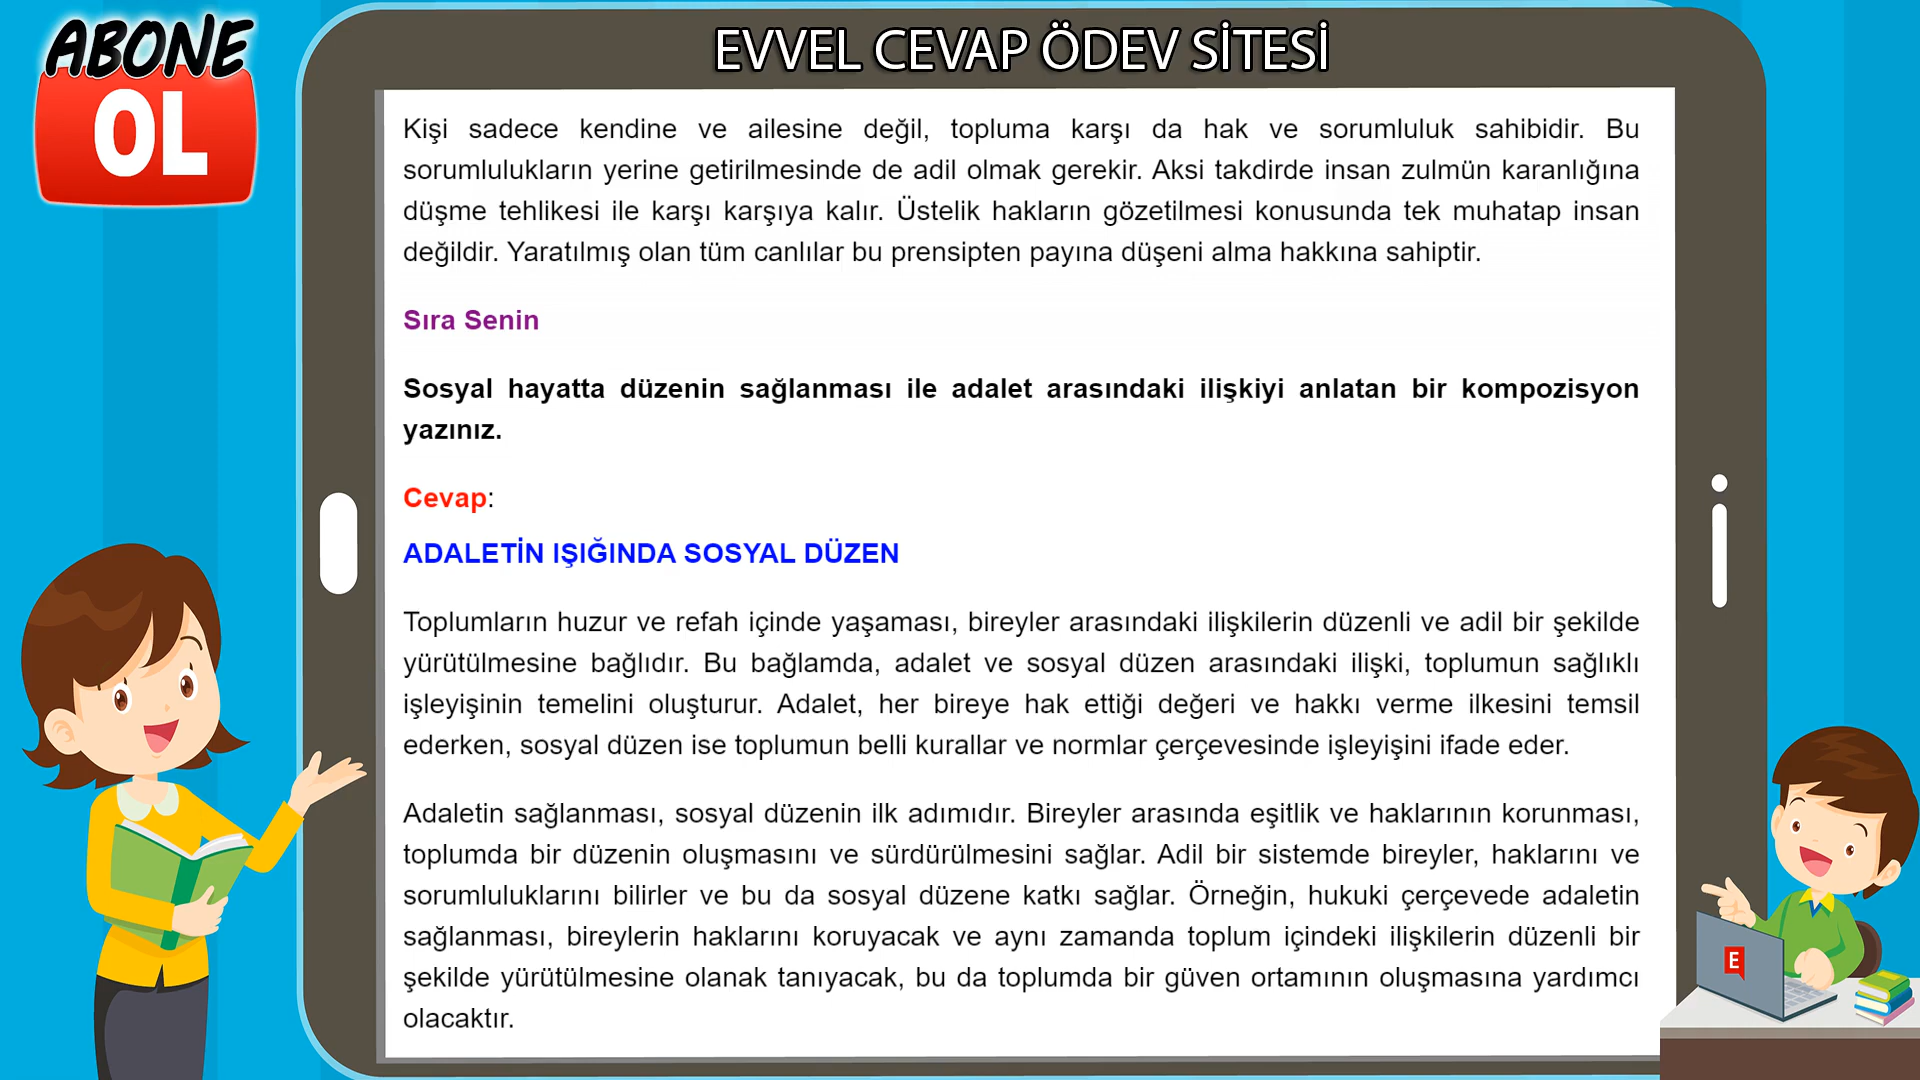 ABONE
OL
EVVEL CEVAP ÖDEV SİTESİ
Kişi sadece kendine ve ailesine değil, topluma karşı da hak ve sorumluluk sahibidir. Bu
sorumlulukların yerine getirilmesinde de adil olmak gerekir. Aksi takdirde insan zulmün karanlığına
düşme tehlikesi ile karşı karşıya kalır. Üstelik hakların gözetilmesi konusunda tek muhatap insan
değildir. Yaratılmış olan tüm canlılar bu prensipten payına düşeni alma hakkına sahiptir.
Sıra Senin
Sosyal hayatta düzenin sağlanması ile adalet arasındaki ilişkiyi anlatan bir kompozisyon
yazınız.
Cevap:
ADALETİN IŞIĞINDA SOSYAL DÜZEN
Toplumların huzur ve refah içinde yaşaması, bireyler arasındaki ilişkilerin düzenli ve adil bir şekilde
yürütülmesine bağlıdır. Bu bağlamda, adalet ve sosyal düzen arasındaki ilişki, toplumun sağlıklı
işleyişinin temelini oluşturur. Adalet, her bireye hak ettiği değeri ve hakkı verme ilkesini temsil
ederken, sosyal düzen ise toplumun belli kurallar ve normlar çerçevesinde işleyişini ifade eder.
Adaletin sağlanması, sosyal düzenin ilk adımıdır. Bireyler arasında eşitlik ve haklarının korunması,
toplumda bir düzenin oluşmasını ve sürdürülmesini sağlar. Adil bir sistemde bireyler, haklarını ve
sorumluluklarını bilirler ve bu da sosyal düzene katkı sağlar. Örneğin, hukuki çerçevede adaletin
sağlanması, bireylerin haklarını koruyacak ve aynı zamanda toplum içindeki ilişkilerin düzenli bir
şekilde yürütülmesine olanak tanıyacak, bu da toplumda bir güven ortamının oluşmasına yardımcı
olacaktır.
E